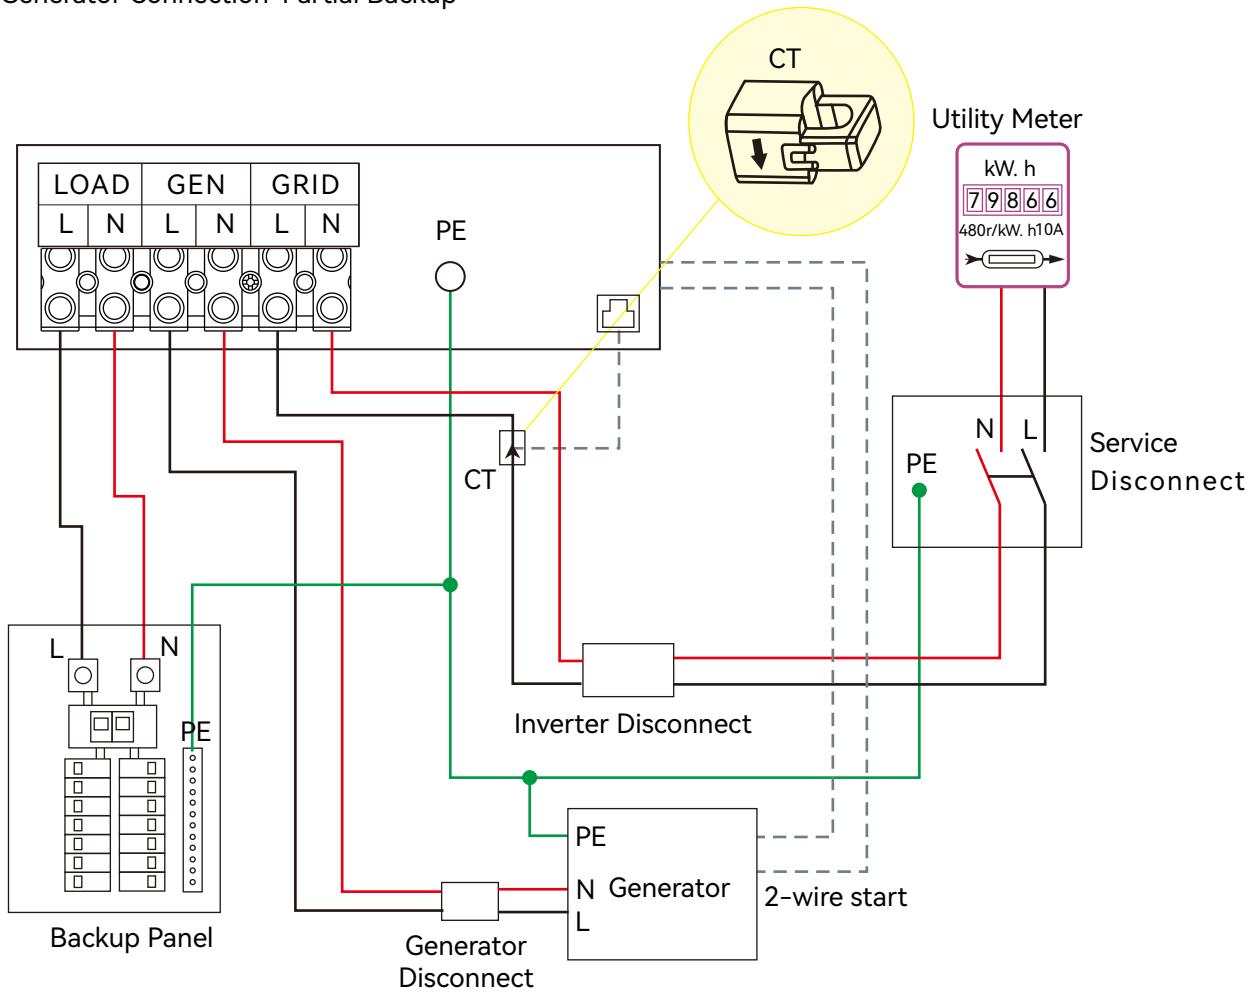 Generator Connection-Partial Backup
CT
Utility Meter
kW. h
79866
480r/kW. h10A
LOAD GEN GRID
L N L N L N
PE
N L
PE
Service
Disconnect
CT
L N
PE
Inverter Disconnect
PE
N Generator
L
2-wire start
Backup Panel
Generator
Disconnect